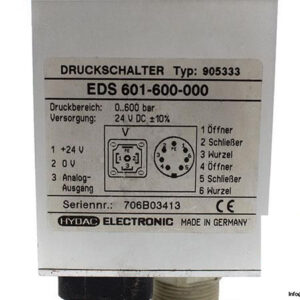 DRUCKSCHALTER Typ: 905333
EDS 601-600-000
Druckbereich: 0..600 bar
Versorgung: 24 V DC ±10%
V
1 +24V
2 0 V
3 Analog-
Ausgang
1 Öffner
2 Schließer
3 Wurzel
4 Öffner
5 Schließer
6 Wurzel
Seriennr.: 706B03413
HYDAC ELECTRONIC MADE IN GERMANY